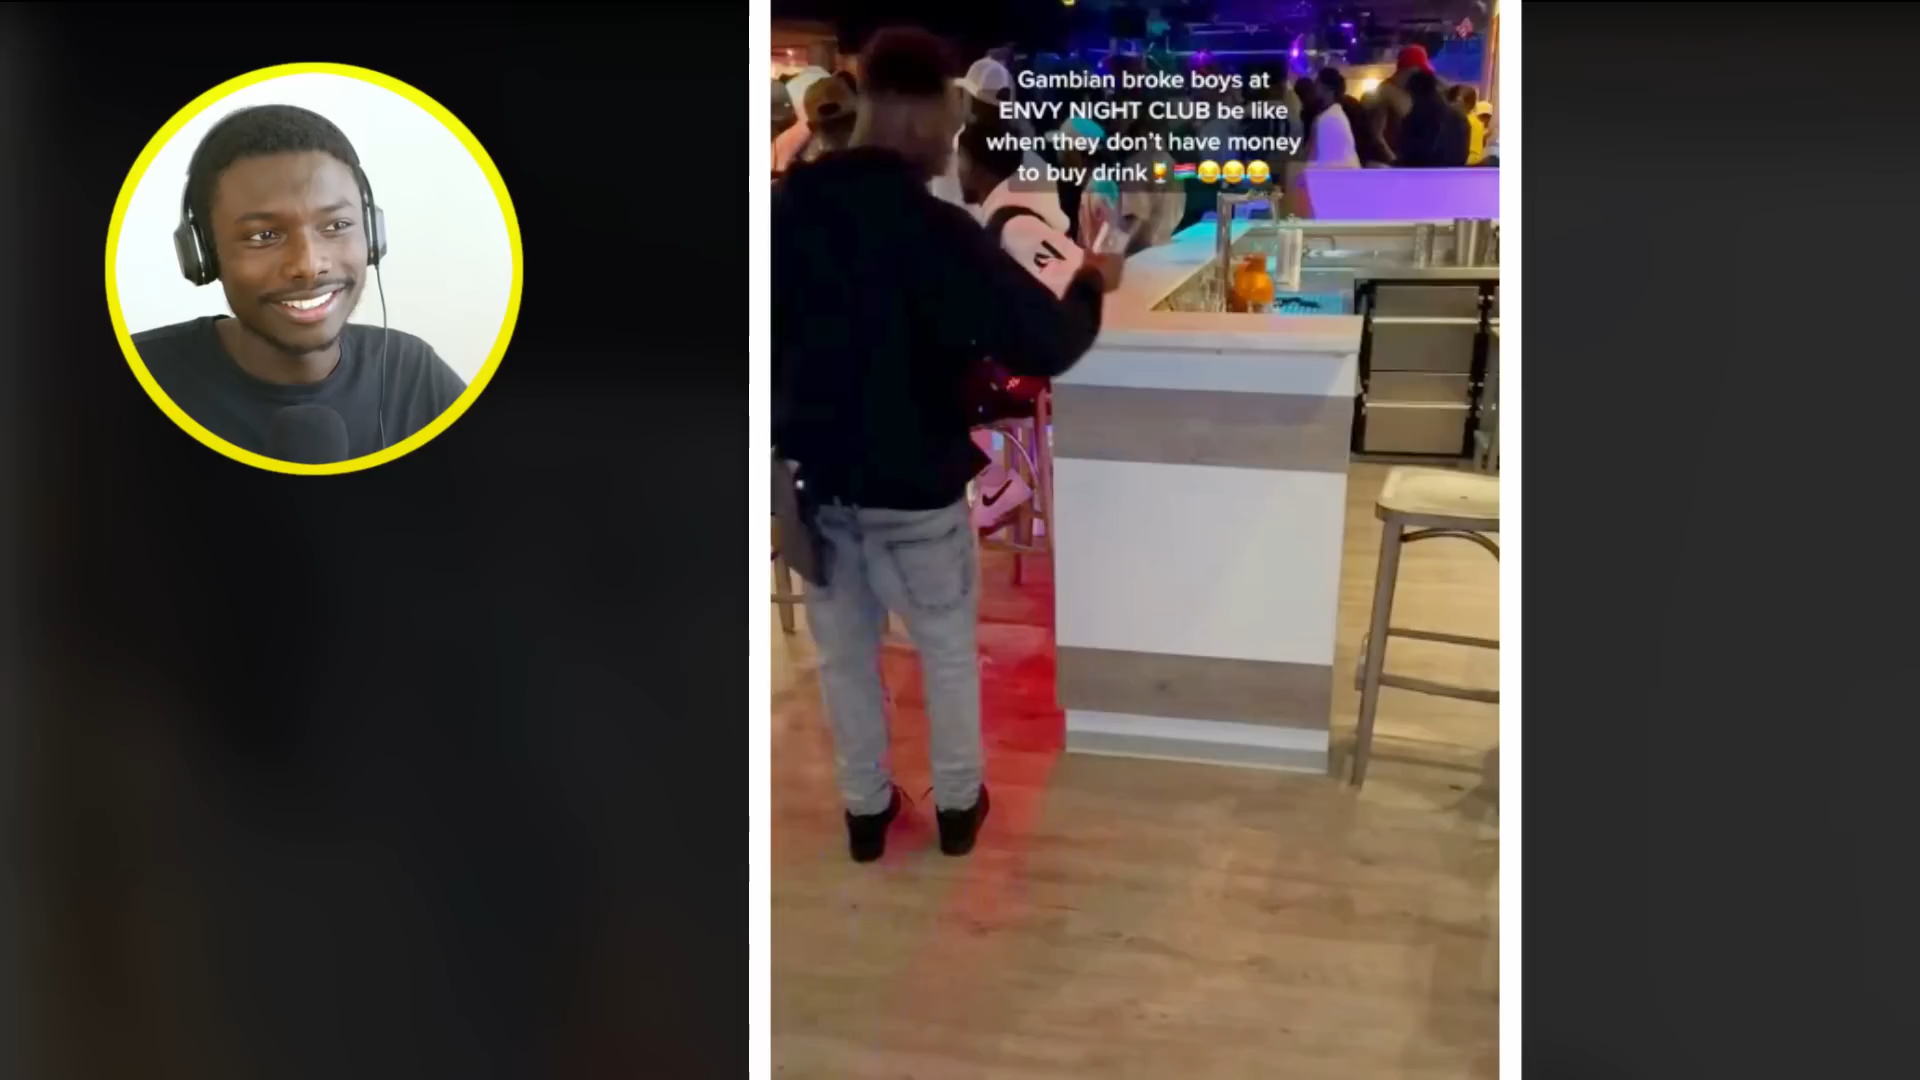 Gambian broke boys at
ENVY NIGHT CLUB be like
when they don't have money
to buy drink🍹🇬🇲😂😂😂